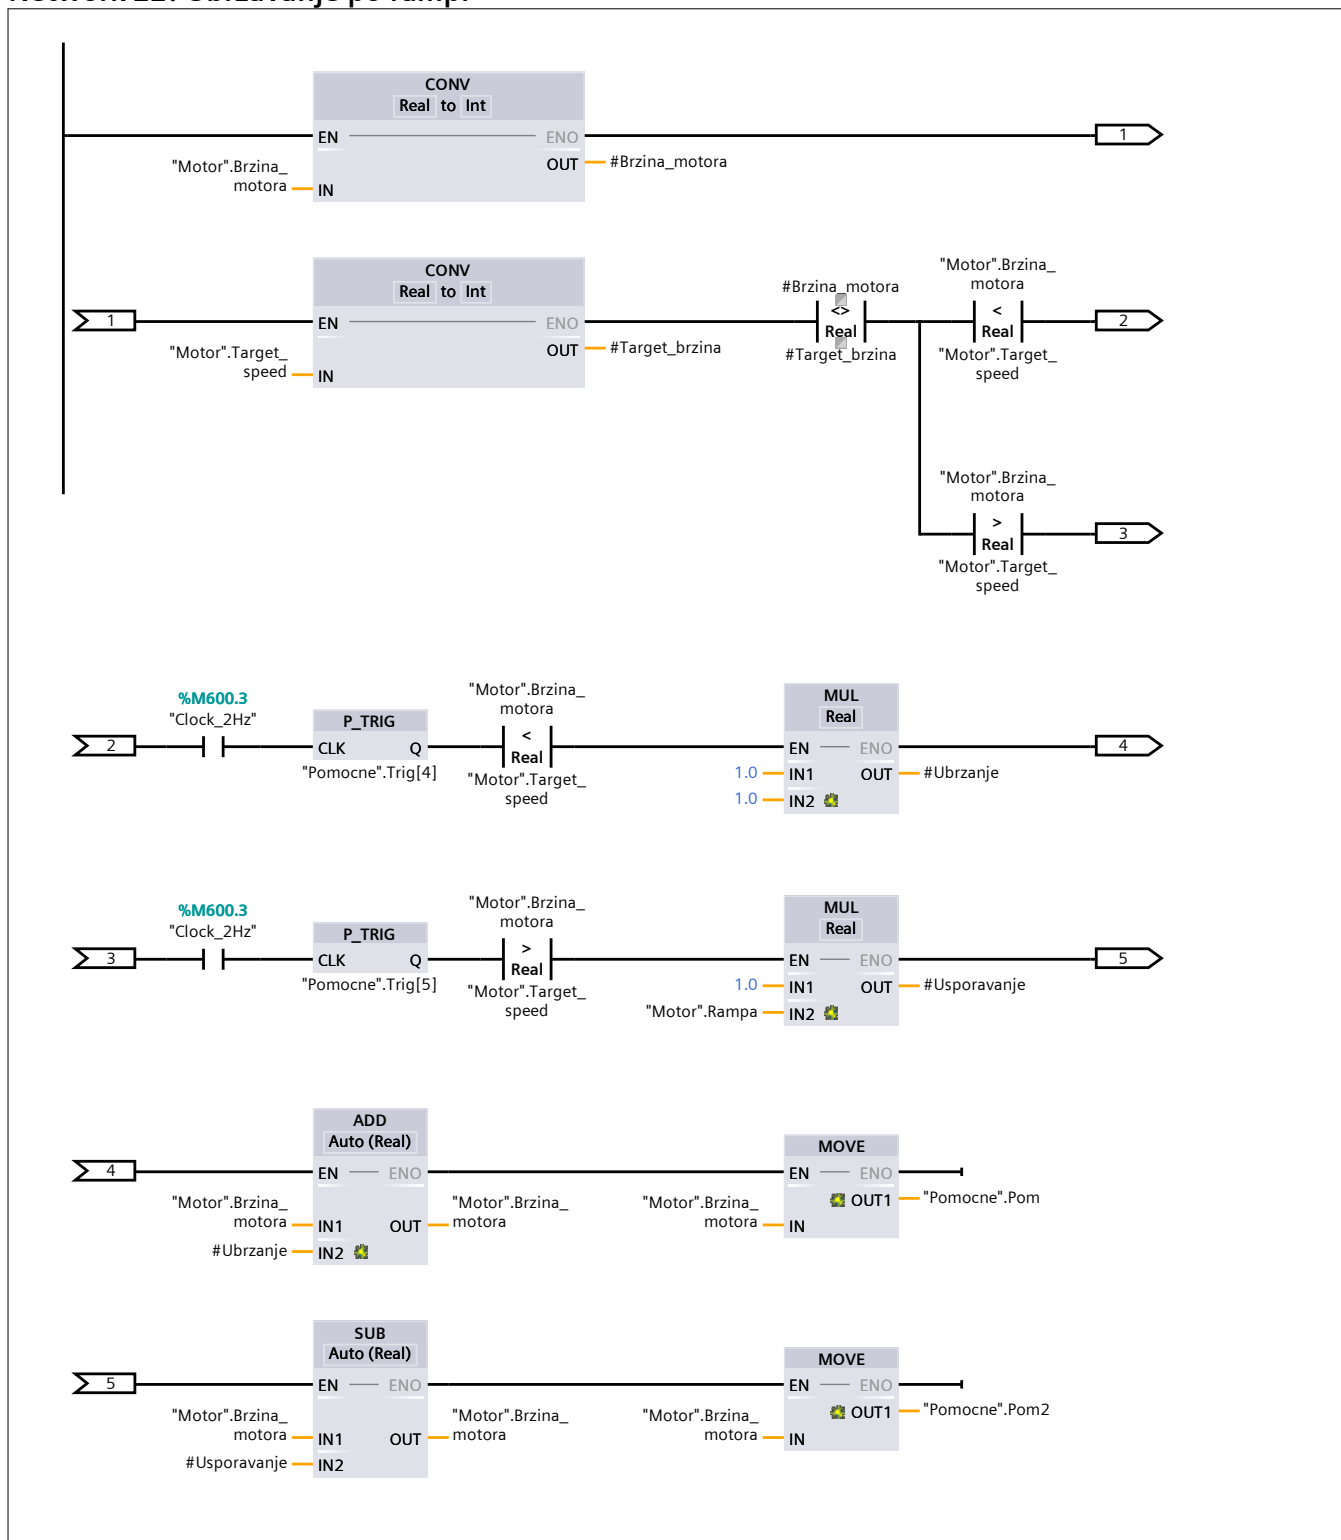 CONV
Real to Int
EN ENO
1
"Motor".Brzina_
motora
IN
OUT
#Brzina_motora
CONV
Real to Int
1
EN ENO
"Motor".Target_
speed
IN
OUT
#Target_brzina
#Brzina_motora
<>
Real
#Target_brzina
"Motor".Brzina_
motora
<
Real
"Motor".Target_
speed
2
"Motor".Brzina_
motora
>
Real
"Motor".Target_
speed
3
2
%M600.3
"Clock_2Hz"
P_TRIG
CLK Q
"Pomocne".Trig[4]
"Motor".Brzina_
motora
<
Real
"Motor".Target_
speed
MUL
Real
EN ENO
1.0 IN1 OUT #Ubrzanje
1.0 IN2
4
3
%M600.3
"Clock_2Hz"
P_TRIG
CLK Q
"Pomocne".Trig[5]
"Motor".Brzina_
motora
>
Real
"Motor".Target_
speed
MUL
Real
EN ENO
1.0 IN1 OUT #Usporavanje
"Motor".Rampa IN2
5
4
ADD
Auto (Real)
EN ENO
"Motor".Brzina_
motora
IN1 OUT
"Motor".Brzina_
motora
#Ubrzanje IN2
MOVE
EN ENO
OUT1 "Pomocne".Pom
"Motor".Brzina_
motora
IN
5
SUB
Auto (Real)
EN ENO
"Motor".Brzina_
motora
IN1 OUT
"Motor".Brzina_
motora
#Usporavanje IN2
MOVE
EN ENO
OUT1 "Pomocne".Pom2
"Motor".Brzina_
motora
IN